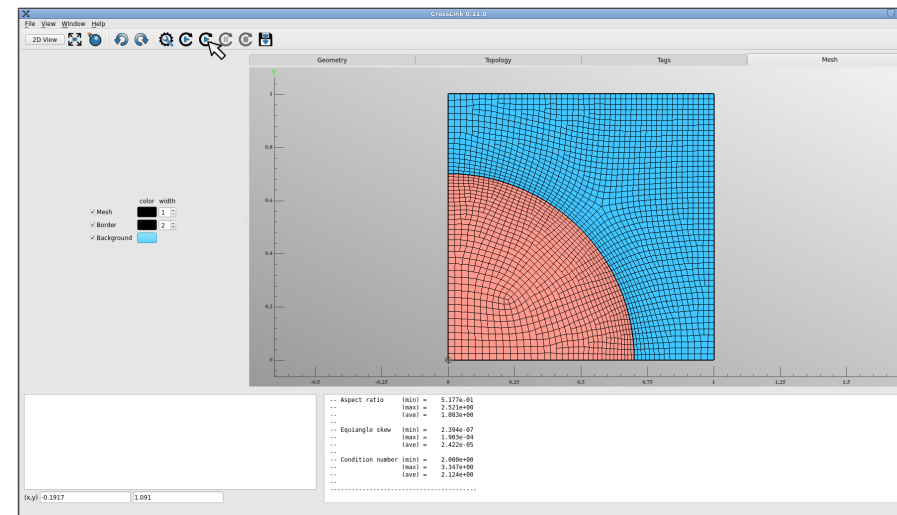 CrossLink 0.11.0
File View Window Help
2D View
Geometry Topology Tags Mesh
Y
1
0.8
0.6
0.4
0.2
0
-0.5 -0.25 0 0.25 0.5 0.75 1 1.25 1.5
color width
Mesh 1
Border 2
Background
-- Aspect ratio (min) = 5.177e-01
-- (max) = 2.521e+00
-- (ave) = 1.083e+00
--
-- Equiangle skew (min) = 2.394e-07
-- (max) = 1.903e-04
-- (ave) = 2.422e-05
--
-- Condition number (min) = 2.000e+00
-- (max) = 3.347e+00
-- (ave) = 2.124e+00
--
-----------------------------------------
(x,y) -0.1917 1.091